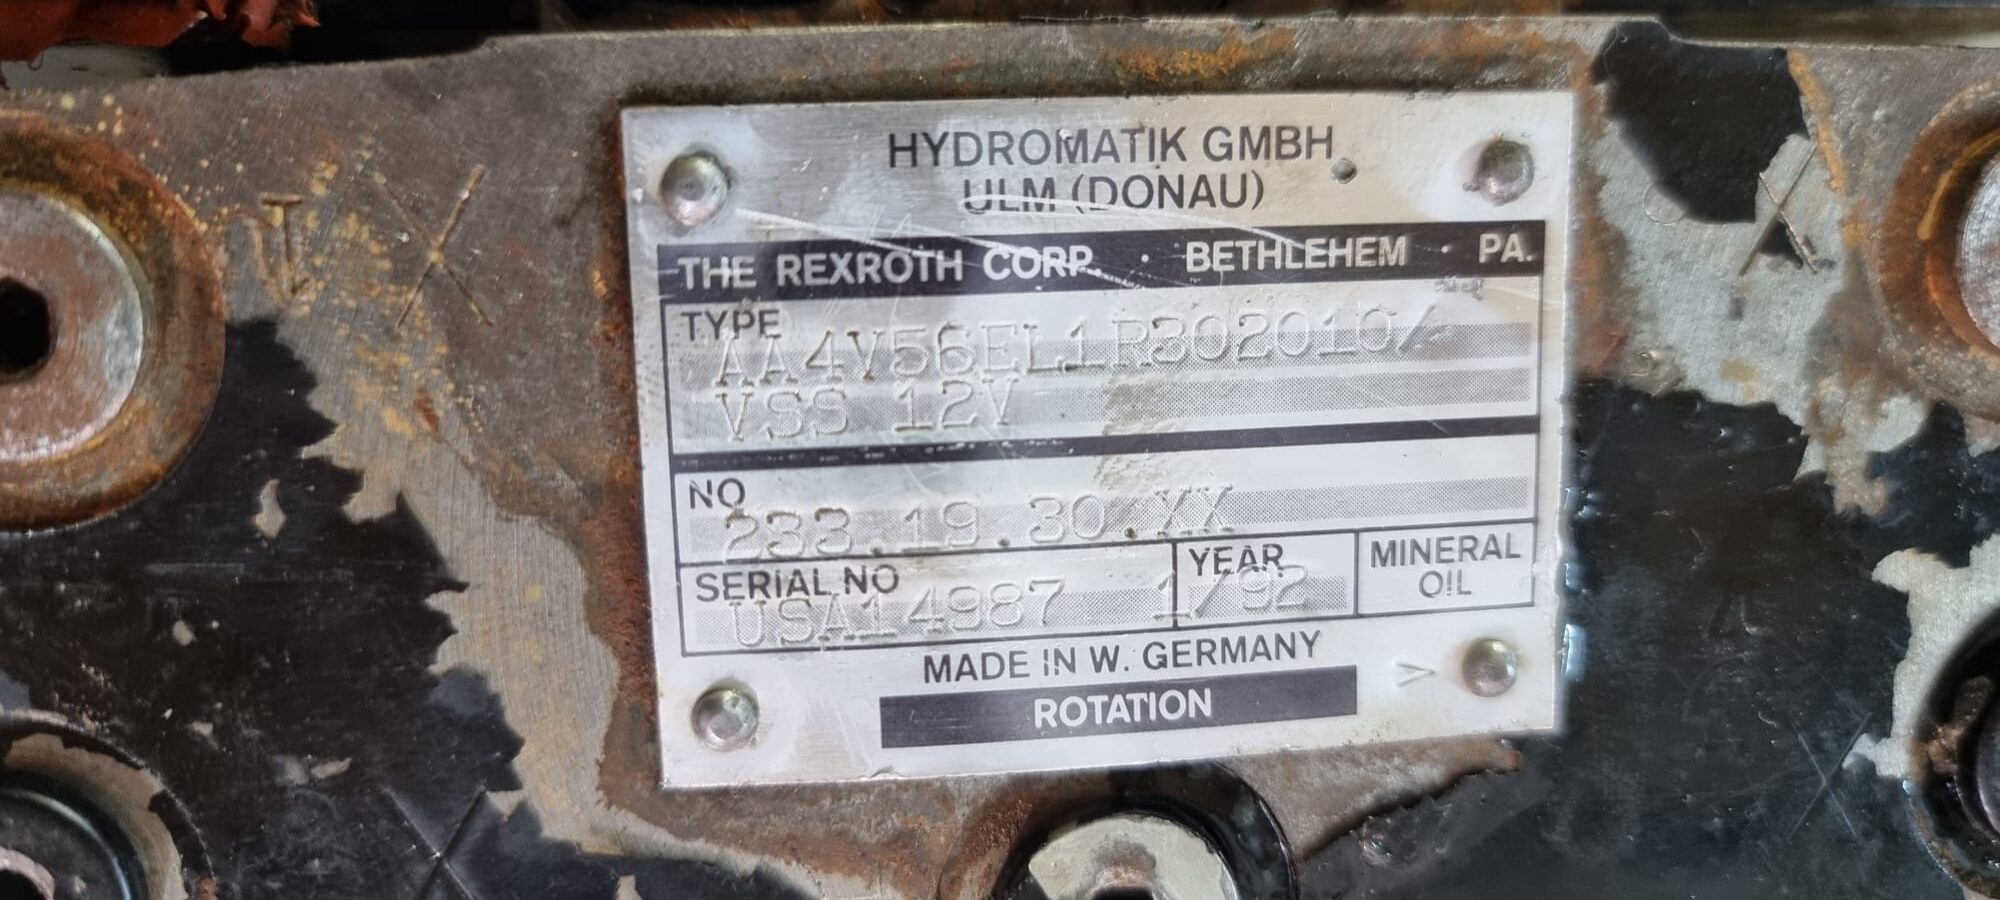 HYDROMATIK GMBH
ULM (DONAU)
THE REXROTH CORP. · BETHLEHEM · PA.
TYPE
AA4V56EL1R302010/
VSS 12V
NO
233.19.30.XX
SERIAL NO
USA14987
YEAR
1/92
MINERAL
OIL
MADE IN W. GERMANY
ROTATION
>